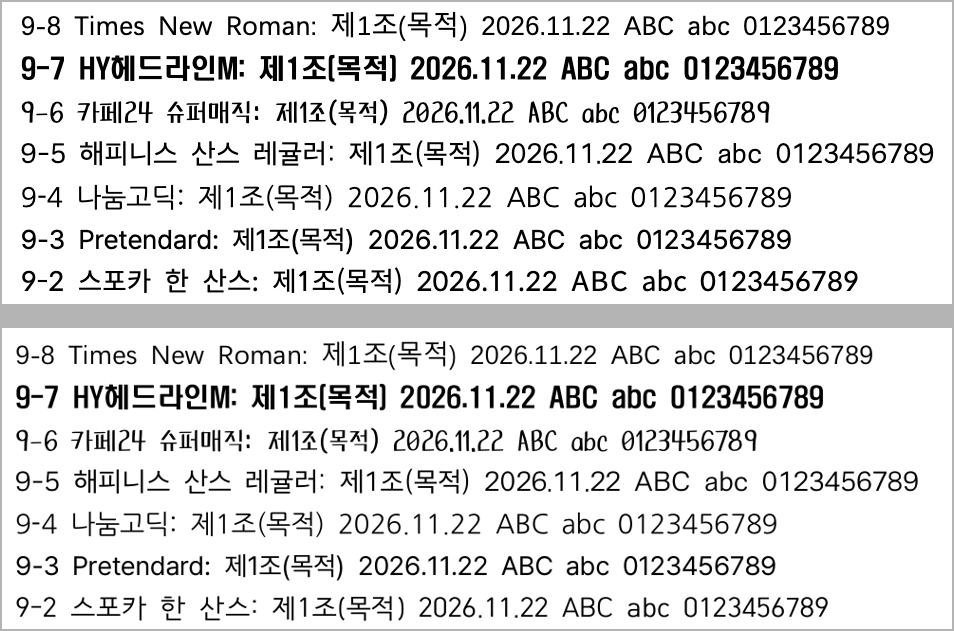 9-8 Times New Roman: 제1조(목적) 2026.11.22 ABC abc 0123456789
9-7 HY헤드라인M: 제1조(목적) 2026.11.22 ABC abc 0123456789
9-6 카페24 슈퍼매직: 제1조(목적) 2026.11.22 ABC abc 0123456789
9-5 해피니스 산스 레귤러: 제1조(목적) 2026.11.22 ABC abc 0123456789
9-4 나눔고딕: 제1조(목적) 2026.11.22 ABC abc 0123456789
9-3 Pretendard: 제1조(목적) 2026.11.22 ABC abc 0123456789
9-2 스포카 한 산스: 제1조(목적) 2026.11.22 ABC abc 0123456789
9-8 Times New Roman: 제1조(목적) 2026.11.22 ABC abc 0123456789
9-7 HY헤드라인M: 제1조(목적) 2026.11.22 ABC abc 0123456789
9-6 카페24 슈퍼매직: 제1조(목적) 2026.11.22 ABC abc 0123456789
9-5 해피니스 산스 레귤러: 제1조(목적) 2026.11.22 ABC abc 0123456789
9-4 나눔고딕: 제1조(목적) 2026.11.22 ABC abc 0123456789
9-3 Pretendard: 제1조(목적) 2026.11.22 ABC abc 0123456789
9-2 스포카 한 산스: 제1조(목적) 2026.11.22 ABC abc 0123456789